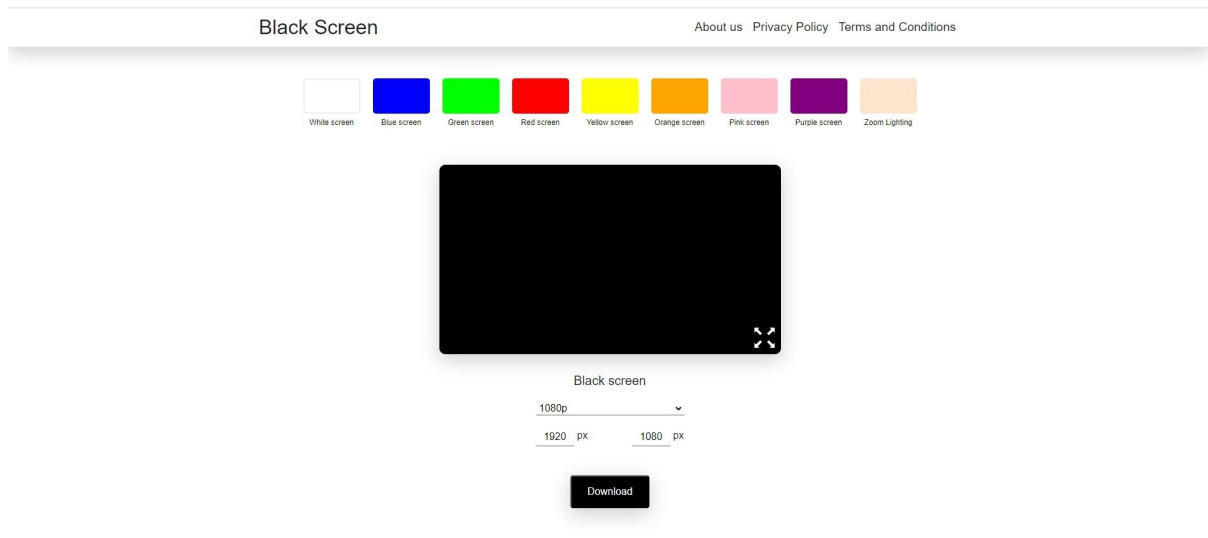 Black Screen
About us Privacy Policy Terms and Conditions
White screen Blue screen Green screen Red screen Yellow screen Orange screen Pink screen Purple screen Zoom Lighting
Black screen
1080p
1920 px 1080 px
Download